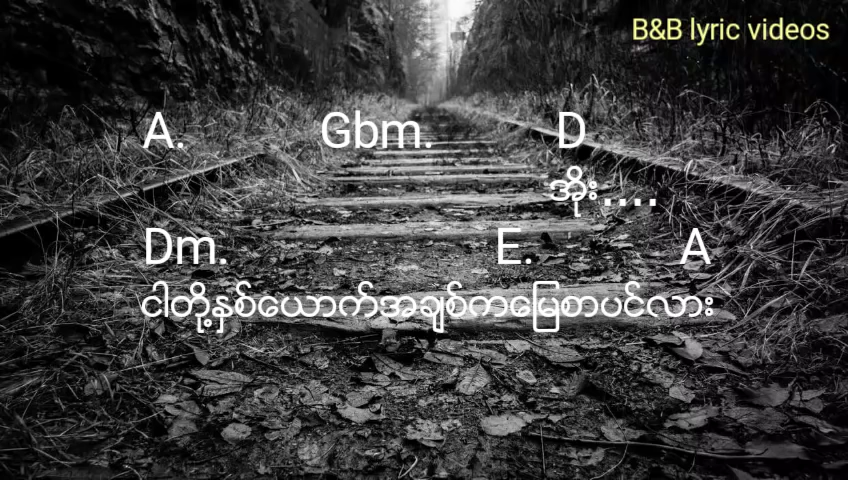 B&B lyric videos
A. Gbm. D
အိုး....
Dm. E. A
ငါတို့နှစ်ယောက်အချစ်ကမြေစာပင်လား